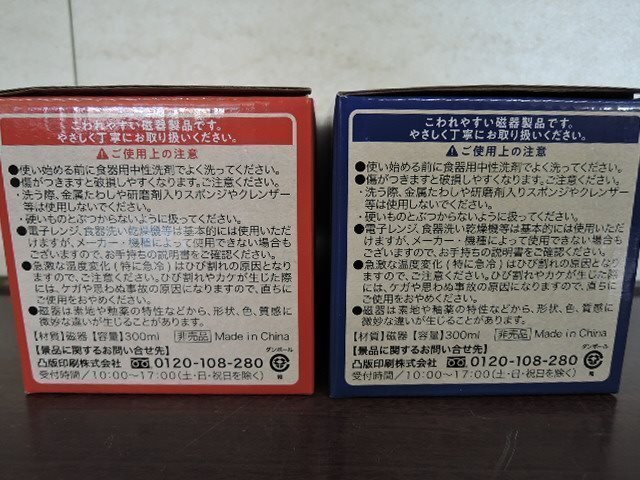 こわれやすい磁器製品です。
やさしく丁寧にお取り扱いください。
ご使用上の注意
●使い始める前に食器用中性洗剤でよく洗ってください。
●傷がつきますと破損しやすくなります。ご注意ください。
・洗う際、金属たわしや研磨剤入りスポンジやクレンザー
等は使用しないでください。
・硬いものとぶつからないように扱ってください。
●電子レンジ、食器洗い乾燥機等は基本的には使用いただ
けますが、メーカー・機種によって使用できない場合も
ございますので、お手持ちの説明書をご確認ください。
●急激な温度変化(特に急冷)はひび割れの原因となり
ますので、ご注意ください。ひび割れやカケが生じた際
には、ケガや思わぬ事故の原因になりますので、直ちに
ご使用をおやめください。
●磁器は素地や釉薬の特性などから、形状、色、質感に
微妙な違いが生じることがあります。
【材質】磁器【容量】300ml 非売品 Made in China
【景品に関するお問い合せ先】 ダンボール
凸版印刷株式会社 0120-108-280
受付時間/10:00〜17:00(土・日・祝日を除く) 箱
こわれやすい磁器製品です。
やさしく丁寧にお取り扱いください。
ご使用上の注意
●使い始める前に食器用中性洗剤でよく洗ってください。
●傷がつきますと破損しやすくなります。ご注意ください。
・洗う際、金属たわしや研磨剤入りスポンジやクレンザー
等は使用しないでください。
・硬いものとぶつからないように扱ってください。
●電子レンジ、食器洗い乾燥機等は基本的には使用いただ
けますが、メーカー・機種によって使用できない場合も
ございますので、お手持ちの説明書をご確認ください。
●急激な温度変化(特に急冷)はひび割れの原因となり
ますので、ご注意ください。ひび割れやカケが生じた際
には、ケガや思わぬ事故の原因になりますので、直ちに
ご使用をおやめください。
●磁器は素地や釉薬の特性などから、形状、色、質感に
微妙な違いが生じることがあります。
【材質】磁器【容量】300ml 非売品 Made in China
【景品に関するお問い合せ先】 ダンボール
凸版印刷株式会社 0120-108-280
受付時間/10:00〜17:00(土・日・祝日を除く) 箱